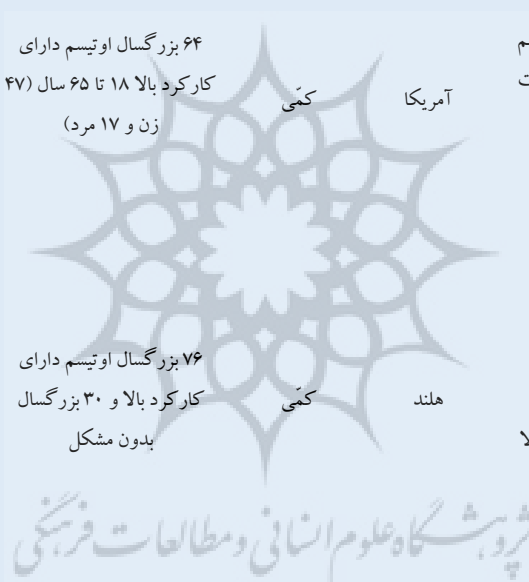 ۶۴ بزرگسال اوتیسم دارای
کارکرد بالا ۱۸ تا ۶۵ سال (۴۷
زن و ۱۷ مرد)
کمّی
آمریکا
۷۶ بزرگسال اوتیسم دارای
کارکرد بالا و ۳۰ بزرگسال
بدون مشکل
کمّی
هلند
پژوهشگاه علوم انسانی و مطالعات فرهنگی